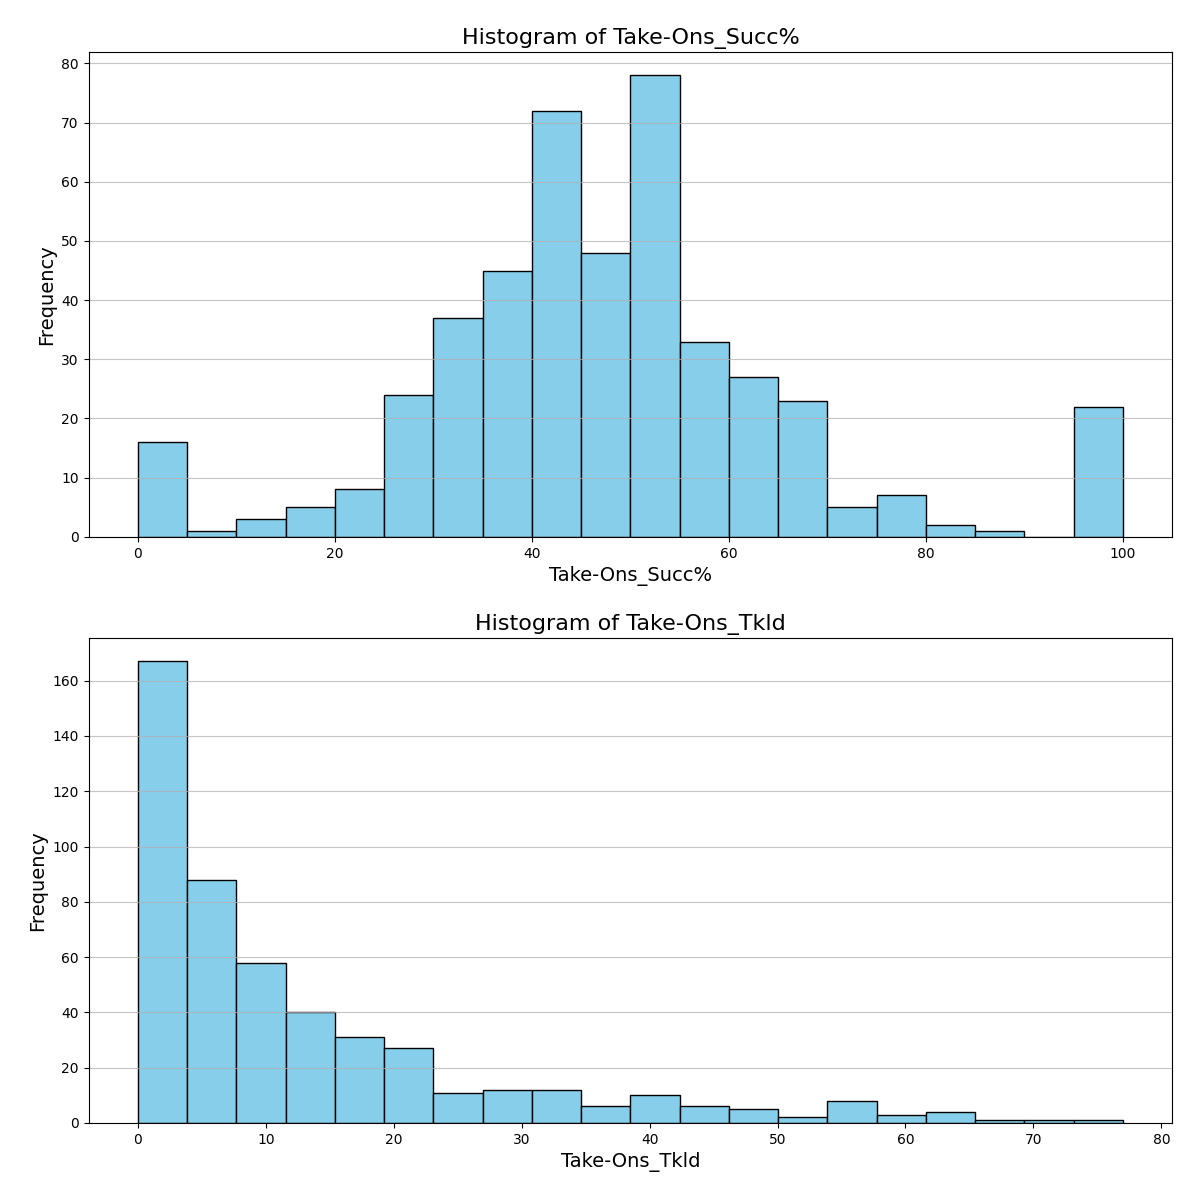 Histogram of Take-Ons_Succ%
80
70
60
50
40
30
20
10
0
Frequency
0 20 40 60 80 100
Take-Ons_Succ%
Histogram of Take-Ons_Tkld
160
140
120
100
80
60
40
20
0
Frequency
0 10 20 30 40 50 60 70 80
Take-Ons_Tkld